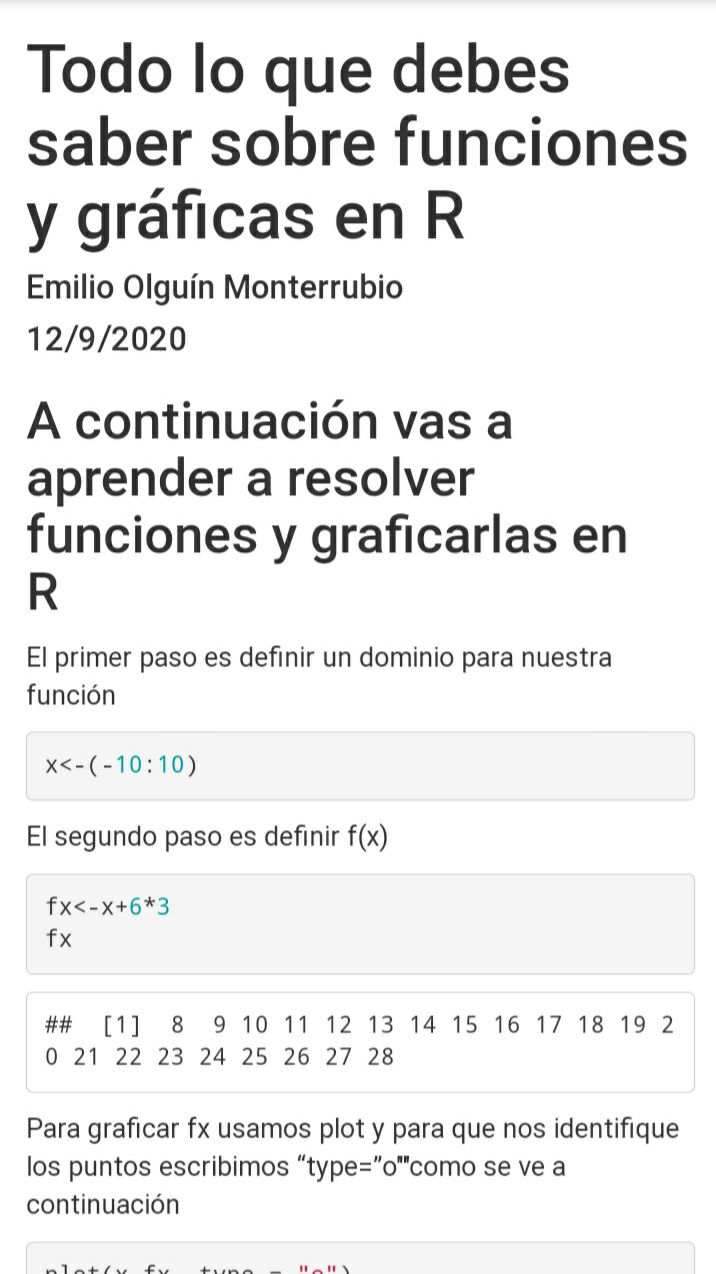 Todo lo que debes
saber sobre funciones
y gráficas en R
Emilio Olguín Monterrubio
12/9/2020
A continuación vas a
aprender a resolver
funciones y graficarlas en
R
El primer paso es definir un dominio para nuestra
función
x<-(-10:10)
El segundo paso es definir f(x)
fx<-x+6*3
fx
##  [1]  8  9 10 11 12 13 14 15 16 17 18 19 2
0 21 22 23 24 25 26 27 28
Para graficar fx usamos plot y para que nos identifique
los puntos escribimos “type=”o""como se ve a
continuación
plot(x,fx, type = "o")